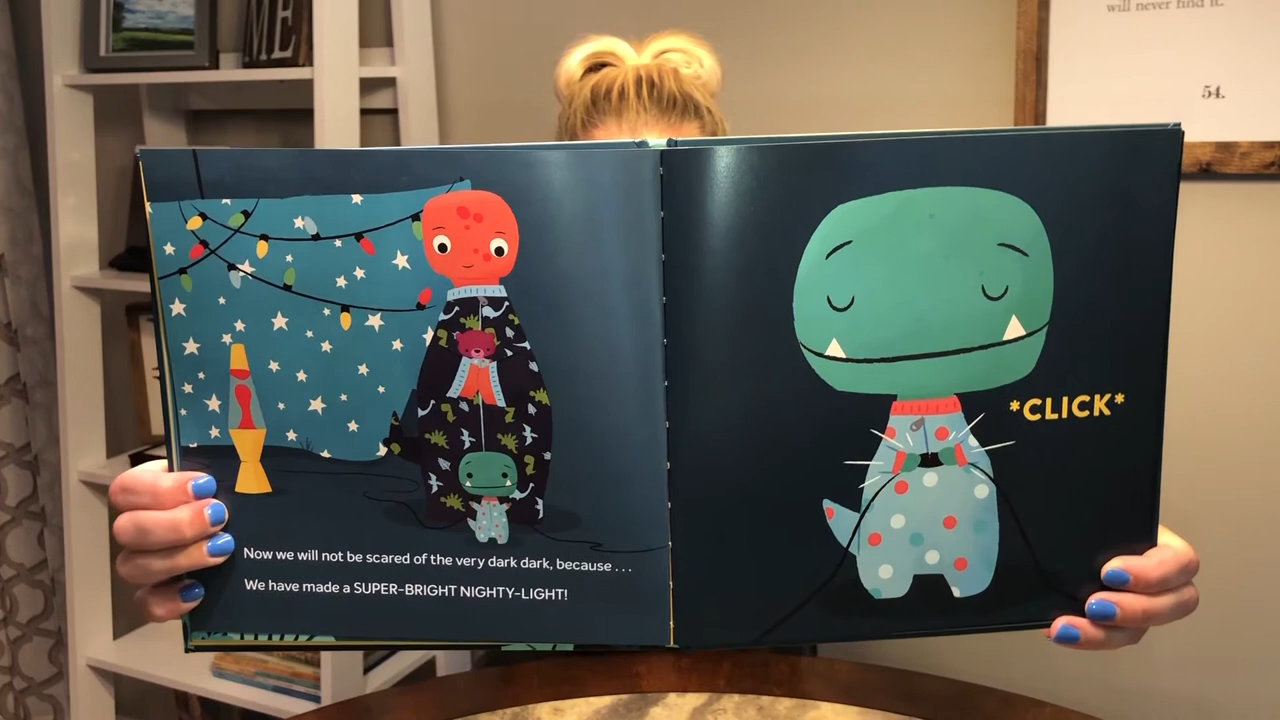 ME
will never find it.
54.
*CLICK*
Now we will not be scared of the very dark dark, because . . .
We have made a SUPER-BRIGHT NIGHTY-LIGHT!